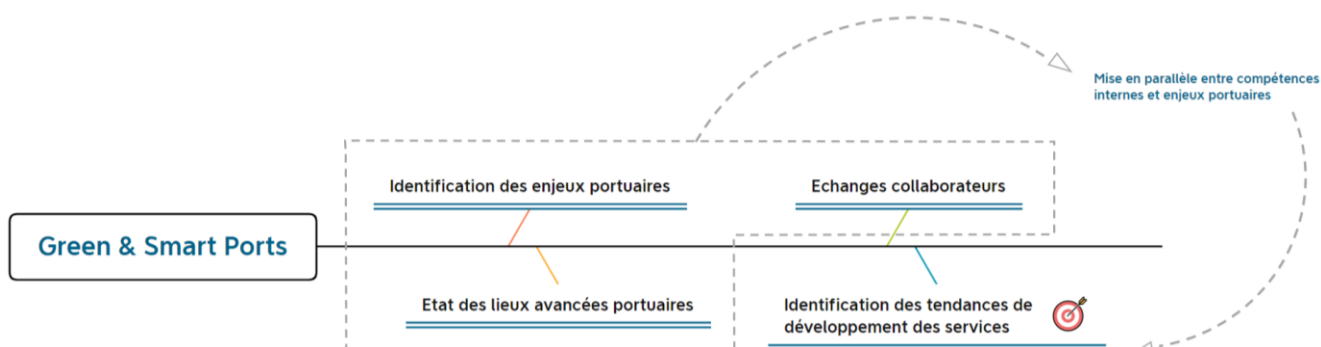 Mise en parallèle entre compétences
internes et enjeux portuaires
Identification des enjeux portuaires
Echanges collaborateurs
Green & Smart Ports
Etat des lieux avancées portuaires
Identification des tendances de
développement des services